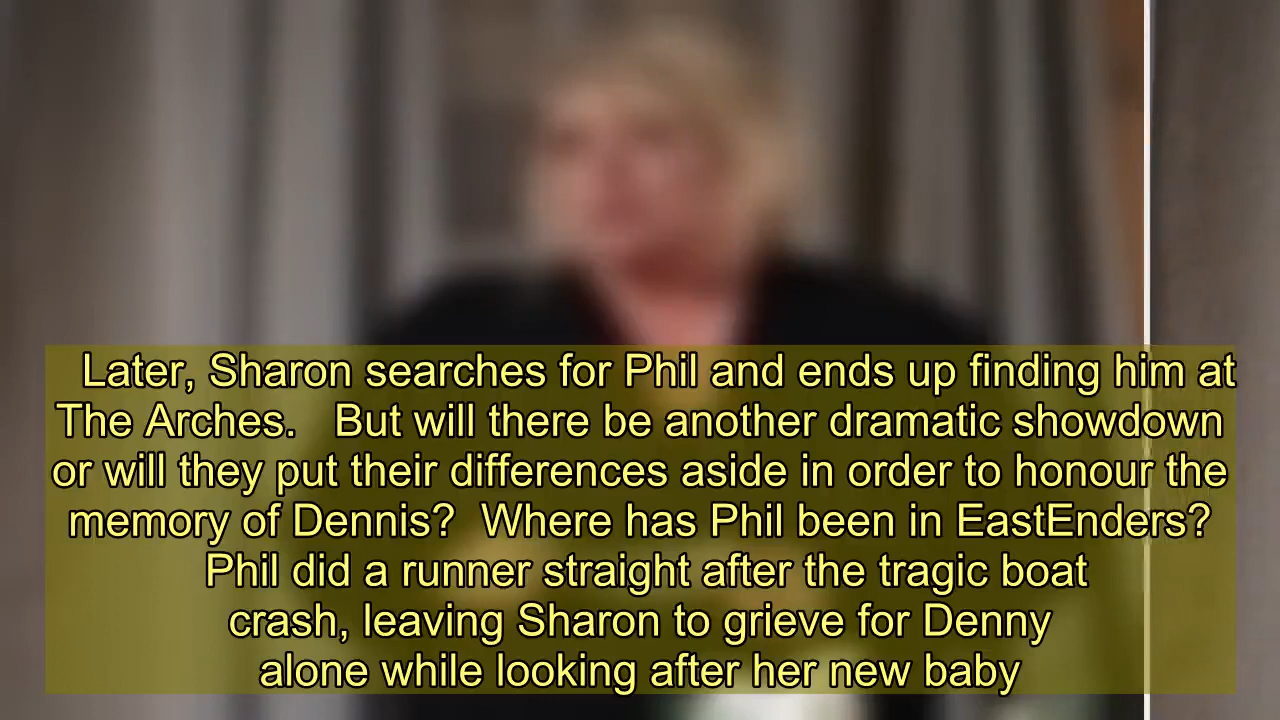 Later, Sharon searches for Phil and ends up finding him at
The Arches. But will there be another dramatic showdown
or will they put their differences aside in order to honour the
memory of Dennis? Where has Phil been in EastEnders?
Phil did a runner straight after the tragic boat
crash, leaving Sharon to grieve for Denny
alone while looking after her new baby